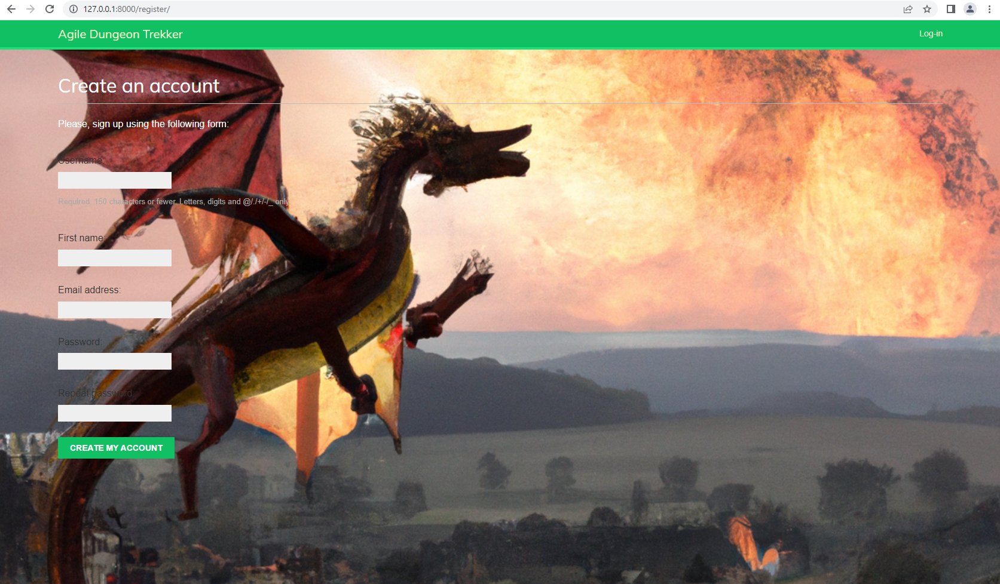 127.0.0.1:8000/register/
Agile Dungeon Trekker
Log-in
Create an account
Please, sign up using the following form:
Username
Required. 150 characters or fewer. Letters, digits and @/./+/-/_ only
First name:
Email address:
Password:
Repeat password:
CREATE MY ACCOUNT